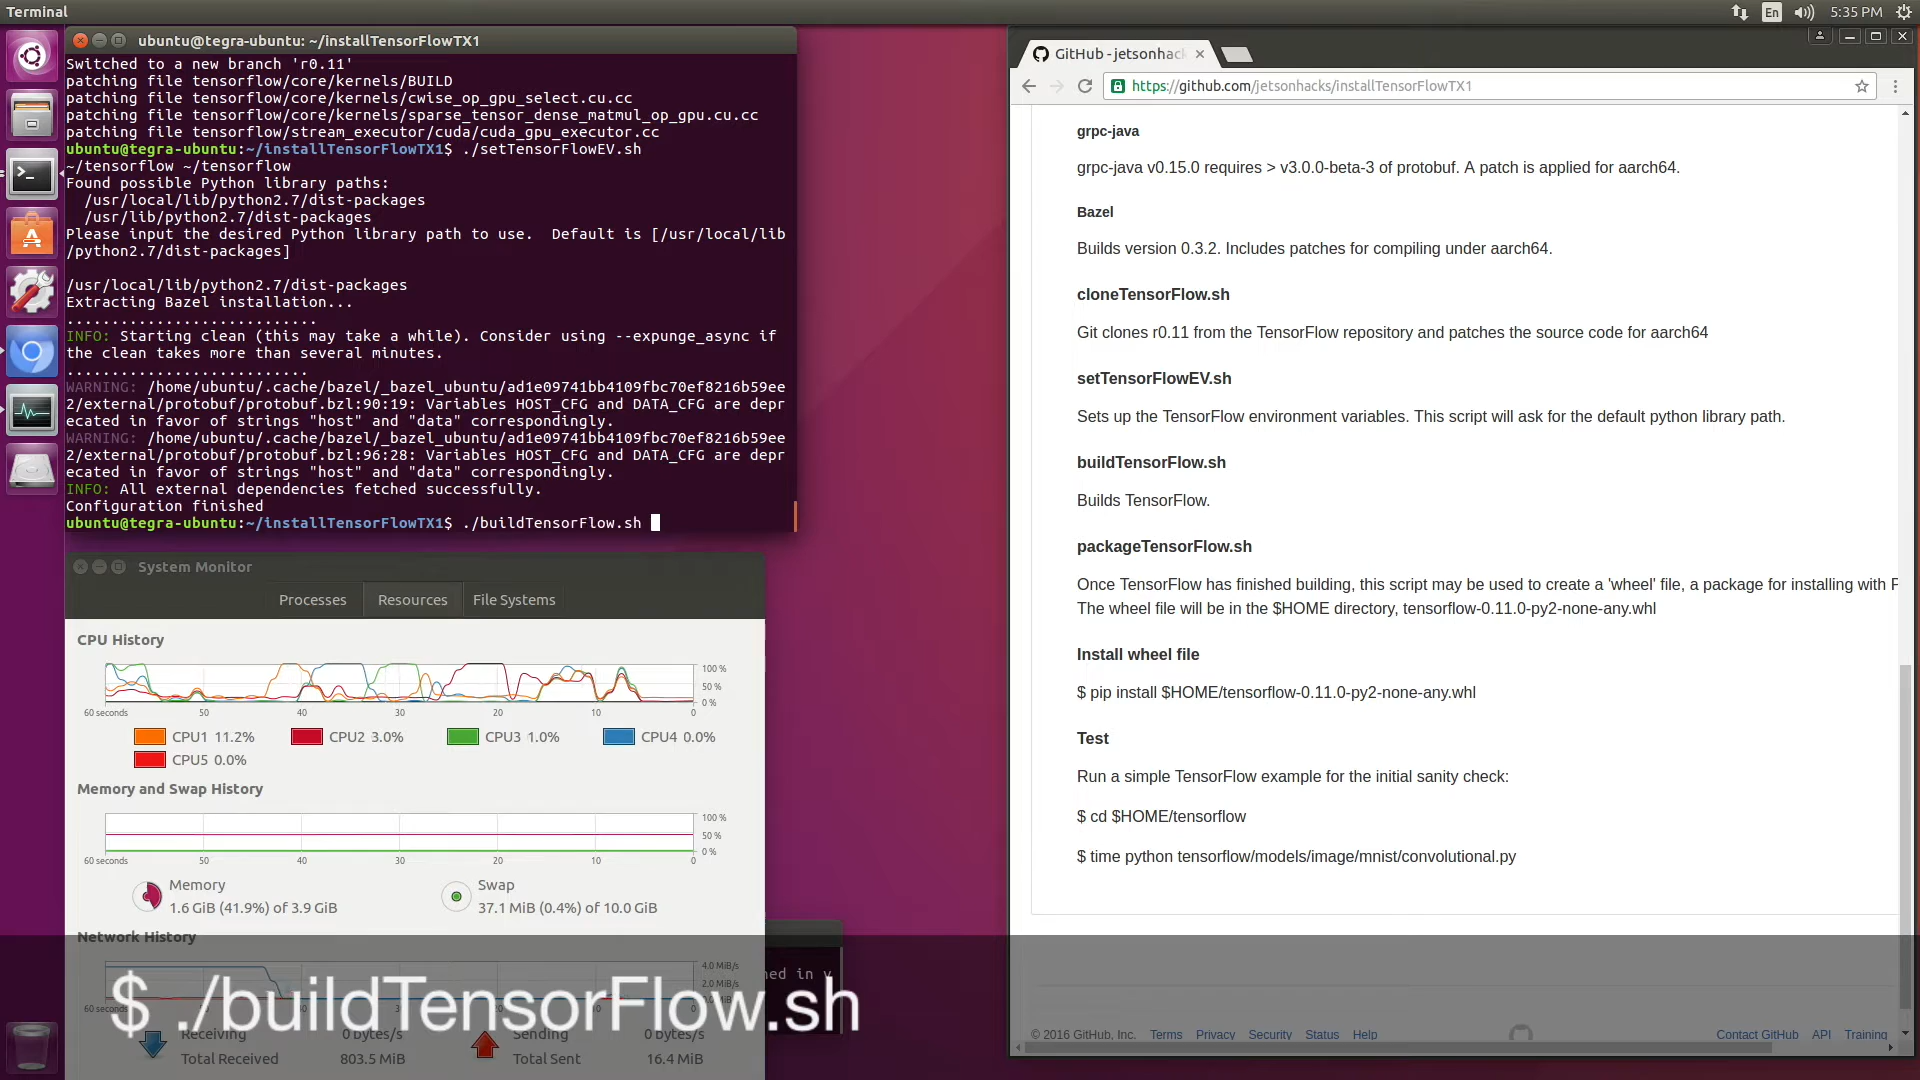 Terminal
En
5:35 PM
ubuntu@tegra-ubuntu: ~/installTensorFlowTX1
Switched to a new branch 'r0.11'
patching file tensorflow/core/kernels/BUILD
patching file tensorflow/core/kernels/cwise_op_gpu_select.cu.cc
patching file tensorflow/core/kernels/sparse_tensor_dense_matmul_op_gpu.cu.cc
patching file tensorflow/stream_executor/cuda/cuda_gpu_executor.cc
ubuntu@tegra-ubuntu:~/installTensorFlowTX1$ ./setTensorFlowEV.sh
~/tensorflow ~/tensorflow
Found possible Python library paths:
/usr/local/lib/python2.7/dist-packages
/usr/lib/python2.7/dist-packages
Please input the desired Python library path to use.  Default is [/usr/local/lib
/python2.7/dist-packages]
/usr/local/lib/python2.7/dist-packages
Extracting Bazel installation...
............................
INFO: Starting clean (this may take a while). Consider using --expunge_async if
the clean takes more than several minutes.
...........................
WARNING: /home/ubuntu/.cache/bazel/_bazel_ubuntu/ad1e09741bb4109fbc70ef8216b59ee
2/external/protobuf/protobuf.bzl:90:19: Variables HOST_CFG and DATA_CFG are depr
ecated in favor of strings "host" and "data" correspondingly.
WARNING: /home/ubuntu/.cache/bazel/_bazel_ubuntu/ad1e09741bb4109fbc70ef8216b59ee
2/external/protobuf/protobuf.bzl:96:28: Variables HOST_CFG and DATA_CFG are depr
ecated in favor of strings "host" and "data" correspondingly.
INFO: All external dependencies fetched successfully.
Configuration finished
ubuntu@tegra-ubuntu:~/installTensorFlowTX1$ ./buildTensorFlow.sh
System Monitor
Processes Resources File Systems
CPU History
100 %
50 %
0 %
60 seconds 50 40 30 20 10 0
CPU1 11.2% CPU2 3.0% CPU3 1.0% CPU4 0.0%
CPU5 0.0%
Memory and Swap History
100 %
50 %
0 %
60 seconds 50 40 30 20 10 0
Memory
1.6 GiB (41.9%) of 3.9 GiB
Swap
37.1 MiB (0.4%) of 10.0 GiB
Network History
4.0 MiB/s
2.0 MiB/s
Receiving 0 bytes/s
Total Received 803.5 MiB
Sending 0 bytes/s
Total Sent 16.4 MiB
$ ./buildTensorFlow.sh
GitHub - jetsonhack
https://github.com/jetsonhacks/installTensorFlowTX1
grpc-java
grpc-java v0.15.0 requires > v3.0.0-beta-3 of protobuf. A patch is applied for aarch64.
Bazel
Builds version 0.3.2. Includes patches for compiling under aarch64.
cloneTensorFlow.sh
Git clones r0.11 from the TensorFlow repository and patches the source code for aarch64
setTensorFlowEV.sh
Sets up the TensorFlow environment variables. This script will ask for the default python library path.
buildTensorFlow.sh
Builds TensorFlow.
packageTensorFlow.sh
Once TensorFlow has finished building, this script may be used to create a 'wheel' file, a package for installing with
The wheel file will be in the $HOME directory, tensorflow-0.11.0-py2-none-any.whl
Install wheel file
$ pip install $HOME/tensorflow-0.11.0-py2-none-any.whl
Test
Run a simple TensorFlow example for the initial sanity check:
$ cd $HOME/tensorflow
$ time python tensorflow/models/image/mnist/convolutional.py
© 2016 GitHub, Inc. Terms Privacy Security Status Help
Contact GitHub API Training